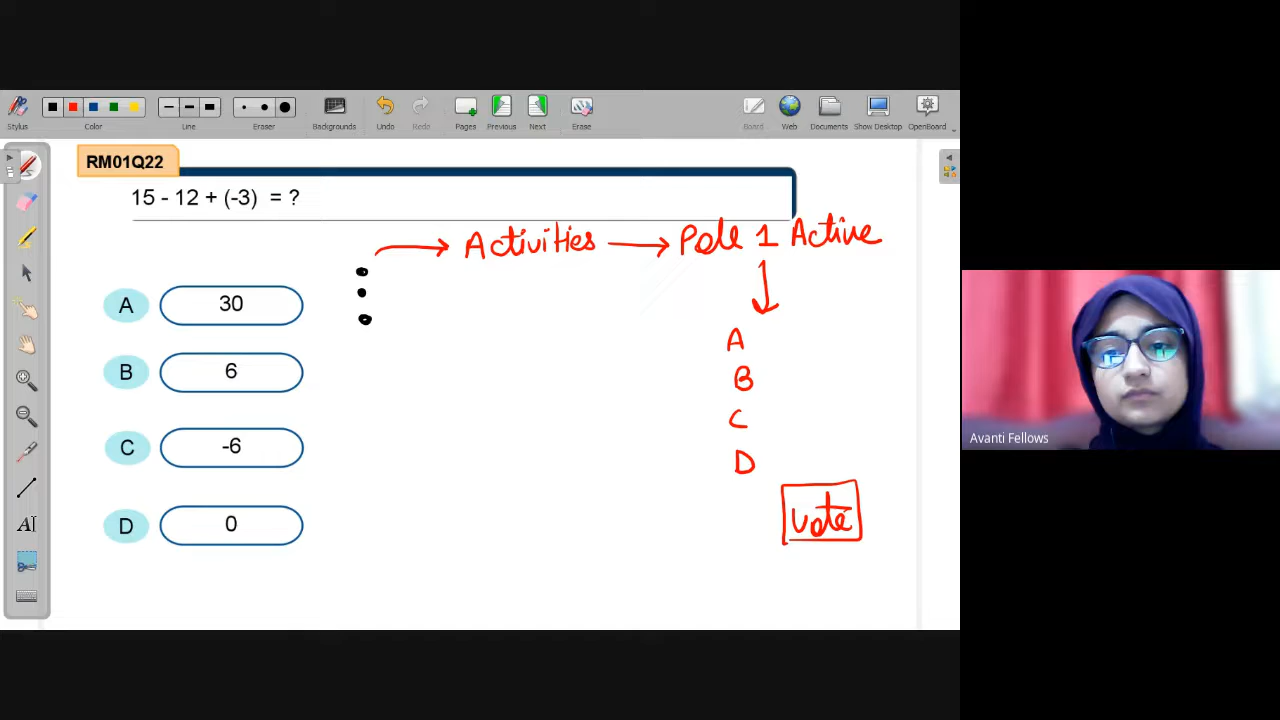 Stylus Color Line Eraser Backgrounds Undo Redo Pages Previous Next Erase Board Web Documents Show Desktop OpenBoard
RM01Q22
15 - 12 + (-3) = ?
Activities → Pole 1 Active
A 30
B 6
C -6
D 0
A
B
C
D
vote
AI
Avanti Fellows